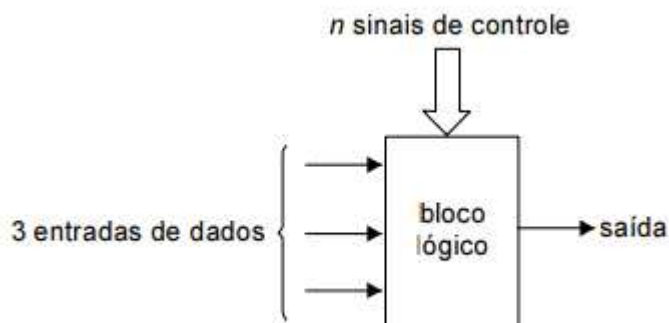 n sinais de controle
3 entradas de dados
bloco
lógico
saída